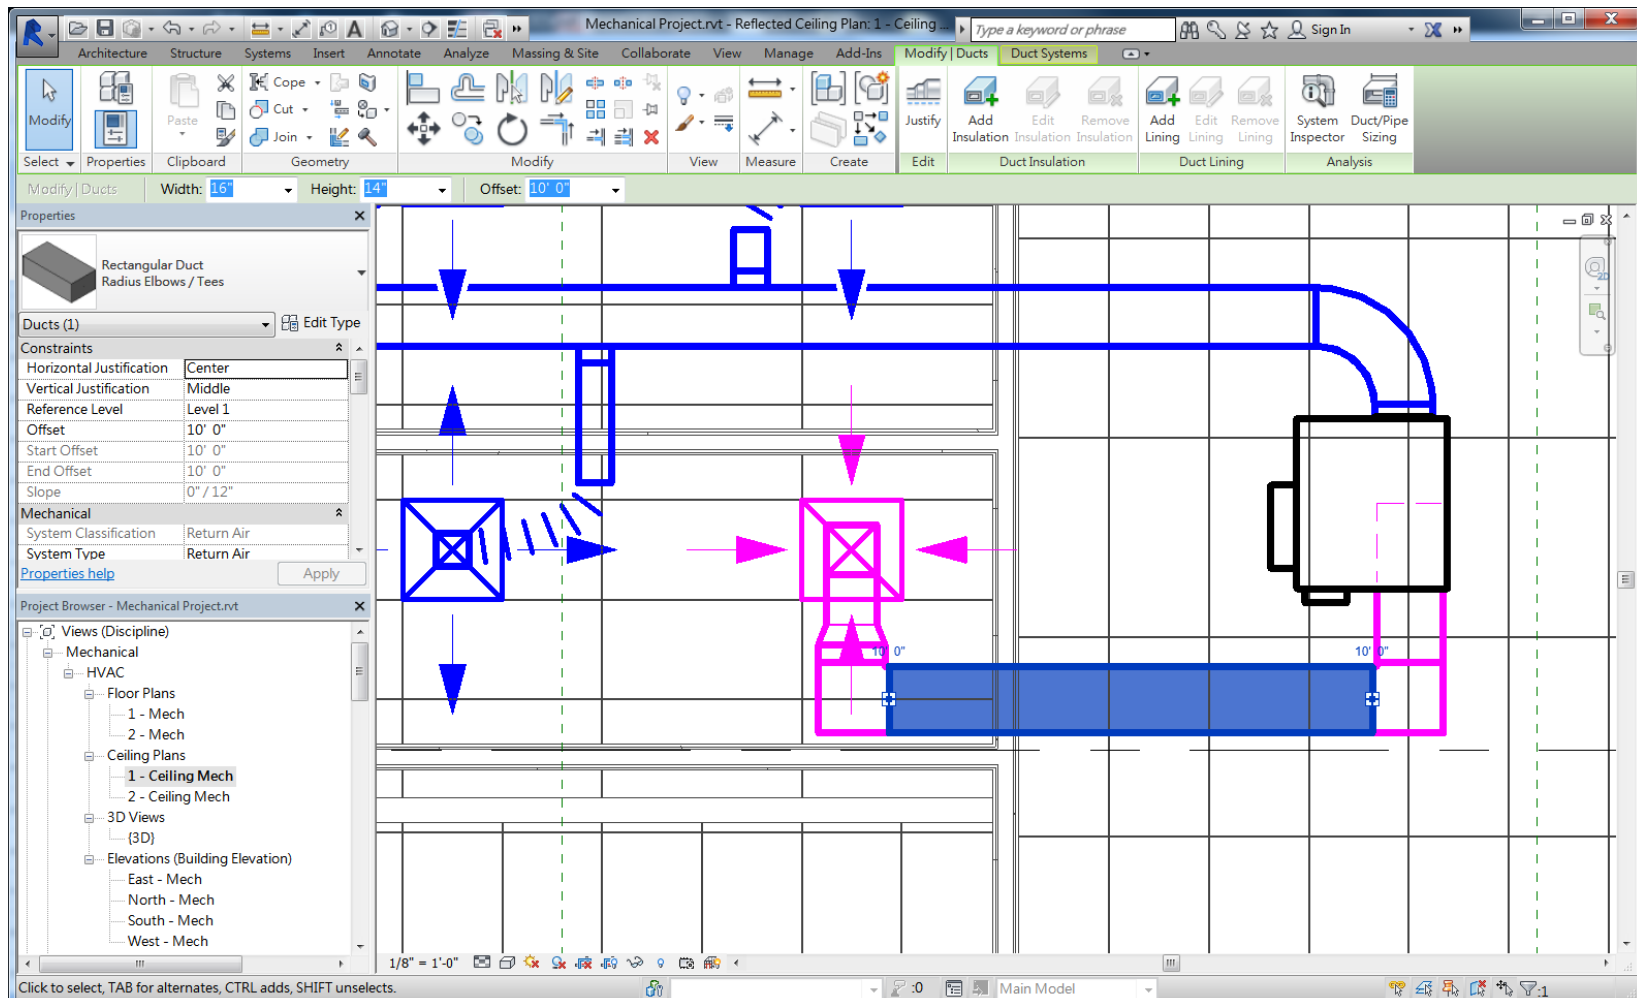 Mechanical Project.rvt - Reflected Ceiling Plan: 1 - Ceiling ...
Type a keyword or phrase
Sign In
Architecture Structure Systems Insert Annotate Analyze Massing & Site Collaborate View Manage Add-Ins Modify | Ducts Duct Systems
Modify
Paste
Cope
Cut
Join
Justify
Add Insulation
Edit Insulation
Remove Insulation
Add Lining
Edit Lining
Remove Lining
System Inspector
Duct/Pipe Sizing
Select Properties Clipboard Geometry Modify View Measure Create Edit Duct Insulation Duct Lining Analysis
Modify | Ducts Width: 16" Height: 14" Offset: 10' 0"
Properties
Rectangular Duct
Radius Elbows / Tees
Ducts (1) Edit Type
Constraints
Horizontal Justification Center
Vertical Justification Middle
Reference Level Level 1
Offset 10' 0"
Start Offset 10' 0"
End Offset 10' 0"
Slope 0" / 12"
Mechanical
System Classification Return Air
System Type Return Air
Properties help Apply
Project Browser - Mechanical Project.rvt
Views (Discipline)
Mechanical
HVAC
Floor Plans
1 - Mech
2 - Mech
Ceiling Plans
1 - Ceiling Mech
2 - Ceiling Mech
3D Views
{3D}
Elevations (Building Elevation)
East - Mech
North - Mech
South - Mech
West - Mech
10' 0" 10' 0"
2D
1/8" = 1'-0"
Click to select, TAB for alternates, CTRL adds, SHIFT unselects.
:0
Main Model
:1